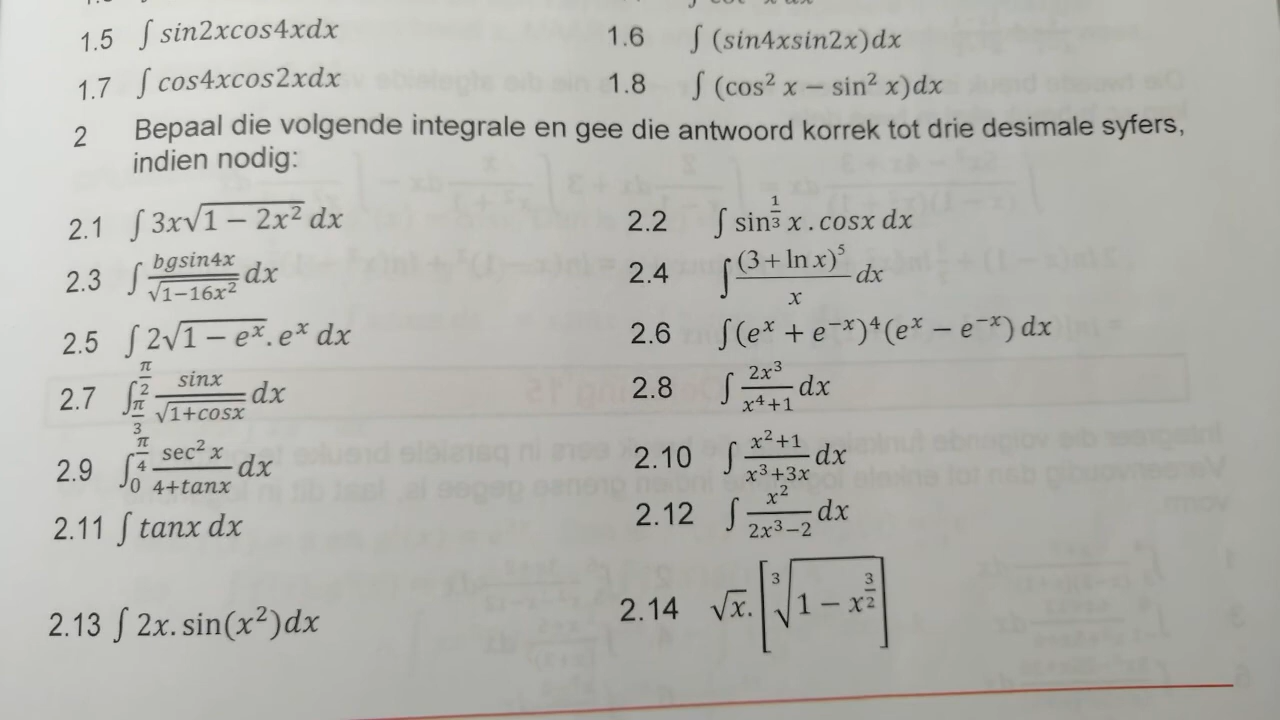 1.5 ∫ sin2xcos4xdx 1.6 ∫ (sin4xsin2x)dx
1.7 ∫ cos4xcos2xdx 1.8 ∫ (cos² x − sin² x)dx
2 Bepaal die volgende integrale en gee die antwoord korrek tot drie desimale syfers,
indien nodig:
2.1 ∫ 3x√(1 − 2x²) dx 2.2 ∫ sin^(1/3) x . cosx dx
2.3 ∫ bgsin4x/√(1−16x²) dx 2.4 ∫ (3 + ln x)⁵/x dx
2.5 ∫ 2√(1 − eˣ). eˣ dx 2.6 ∫(eˣ + e⁻ˣ)⁴(eˣ − e⁻ˣ) dx
2.7 ∫_(π/3)^(π/2) sinx/√(1+cosx) dx 2.8 ∫ 2x³/(x⁴+1) dx
2.9 ∫_0^(π/4) sec² x/(4+tanx) dx 2.10 ∫ (x²+1)/(x³+3x) dx
2.11 ∫ tanx dx 2.12 ∫ x²/(2x³−2) dx
2.13 ∫ 2x. sin(x²)dx 2.14 √x. [∛(1 − x^(3/2))]